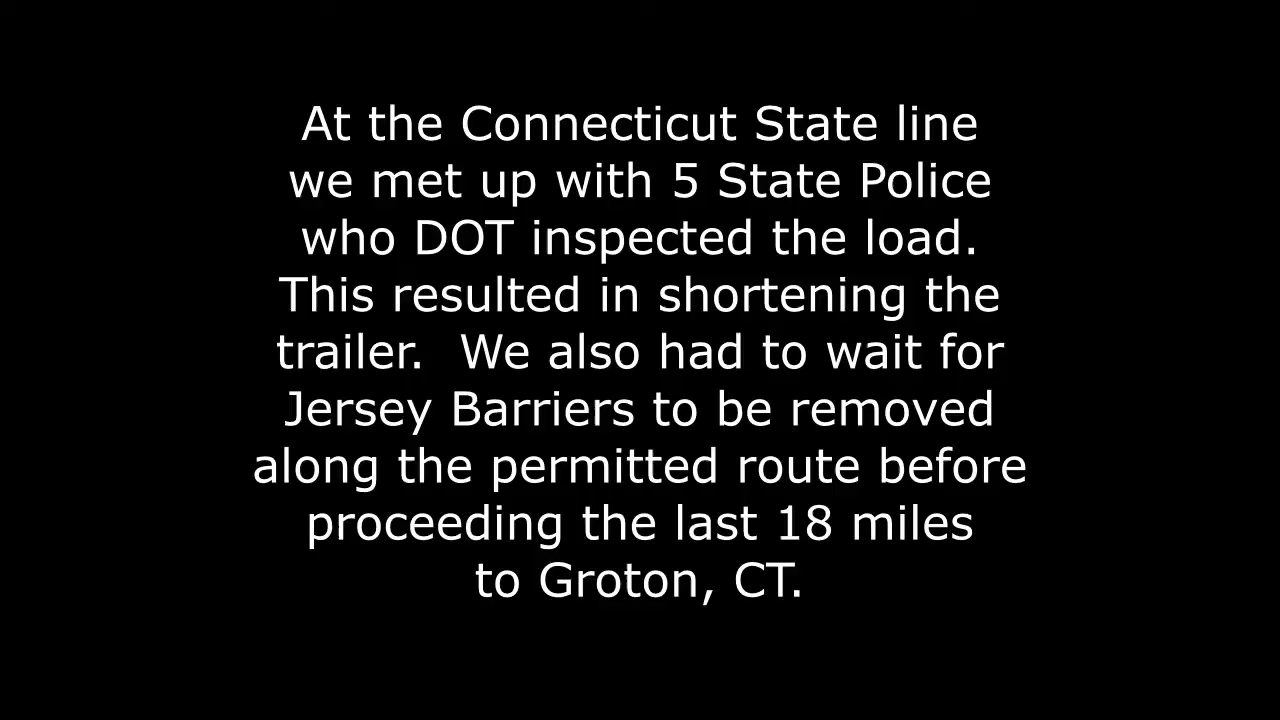 At the Connecticut State line
we met up with 5 State Police
who DOT inspected the load.
This resulted in shortening the
trailer.  We also had to wait for
Jersey Barriers to be removed
along the permitted route before
proceeding the last 18 miles
to Groton, CT.